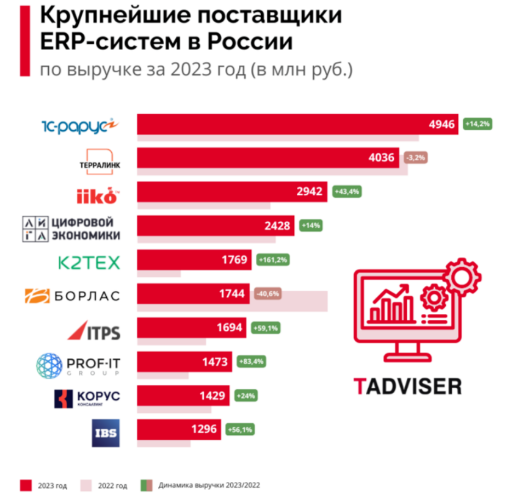 Крупнейшие поставщики
ERP-систем в России
по выручке за 2023 год (в млн руб.)
1С-рарус 4946 +14,2%
ТЕРРАЛИНК 4036 -3,2%
iiko™ 2942 +43,4%
ЛИГА ЦИФРОВОЙ
ЭКОНОМИКИ 2428 +14%
K2ТЕХ 1769 +161,2%
БОРЛАС 1744 -40,6%
ITPS 1694 +59,1%
PROF-IT
GROUP 1473 +83,4%
КОРУС
КОНСАЛТИНГ 1429 +24%
IBS 1296 +56,1%
TADVISER
2023 год 2022 год Динамика выручки 2023/2022